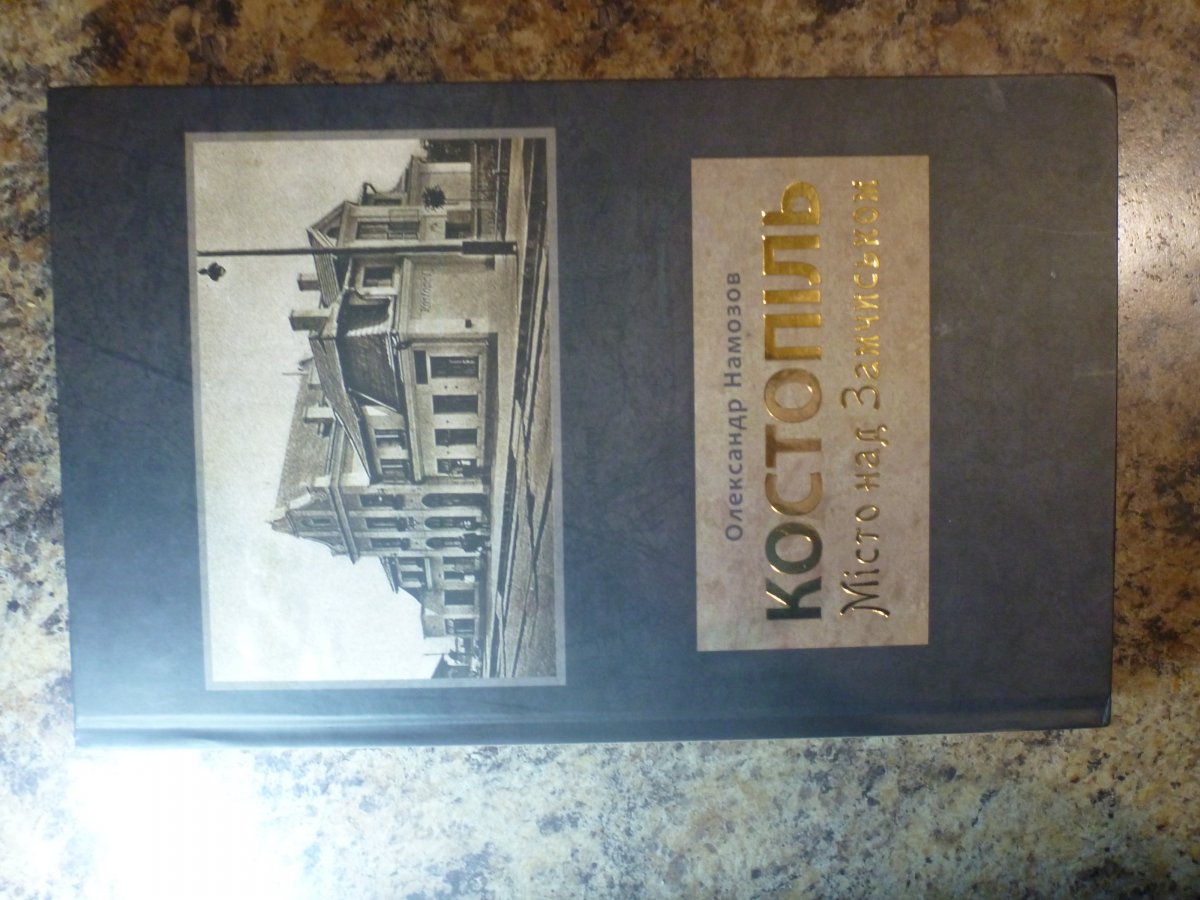 Олександр Намозов
КОСТОПІЛЬ
Місто над Замчиськом